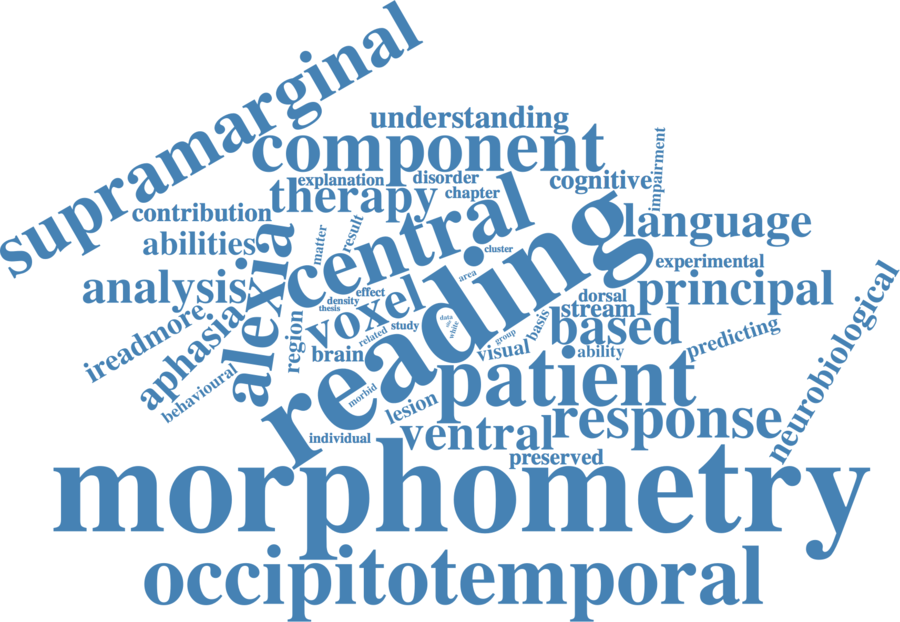 supramarginal
understanding
component
impairment
explanation
disorder
cognitive
therapy
chapter
contribution
central
language
matter
result
abilities
alexia
reading
cluster
experimental
area
analysis
principal
effect
density
thesis
dorsal
stream
voxel
neurobiological
ireadmore
aphasia
region
related
study
data
white
group
basis
based
predicting
brain
visual
ability
behavioural
morbid
lesion
patient
individual
ventral
response
preserved
morphometry
occipitotemporal